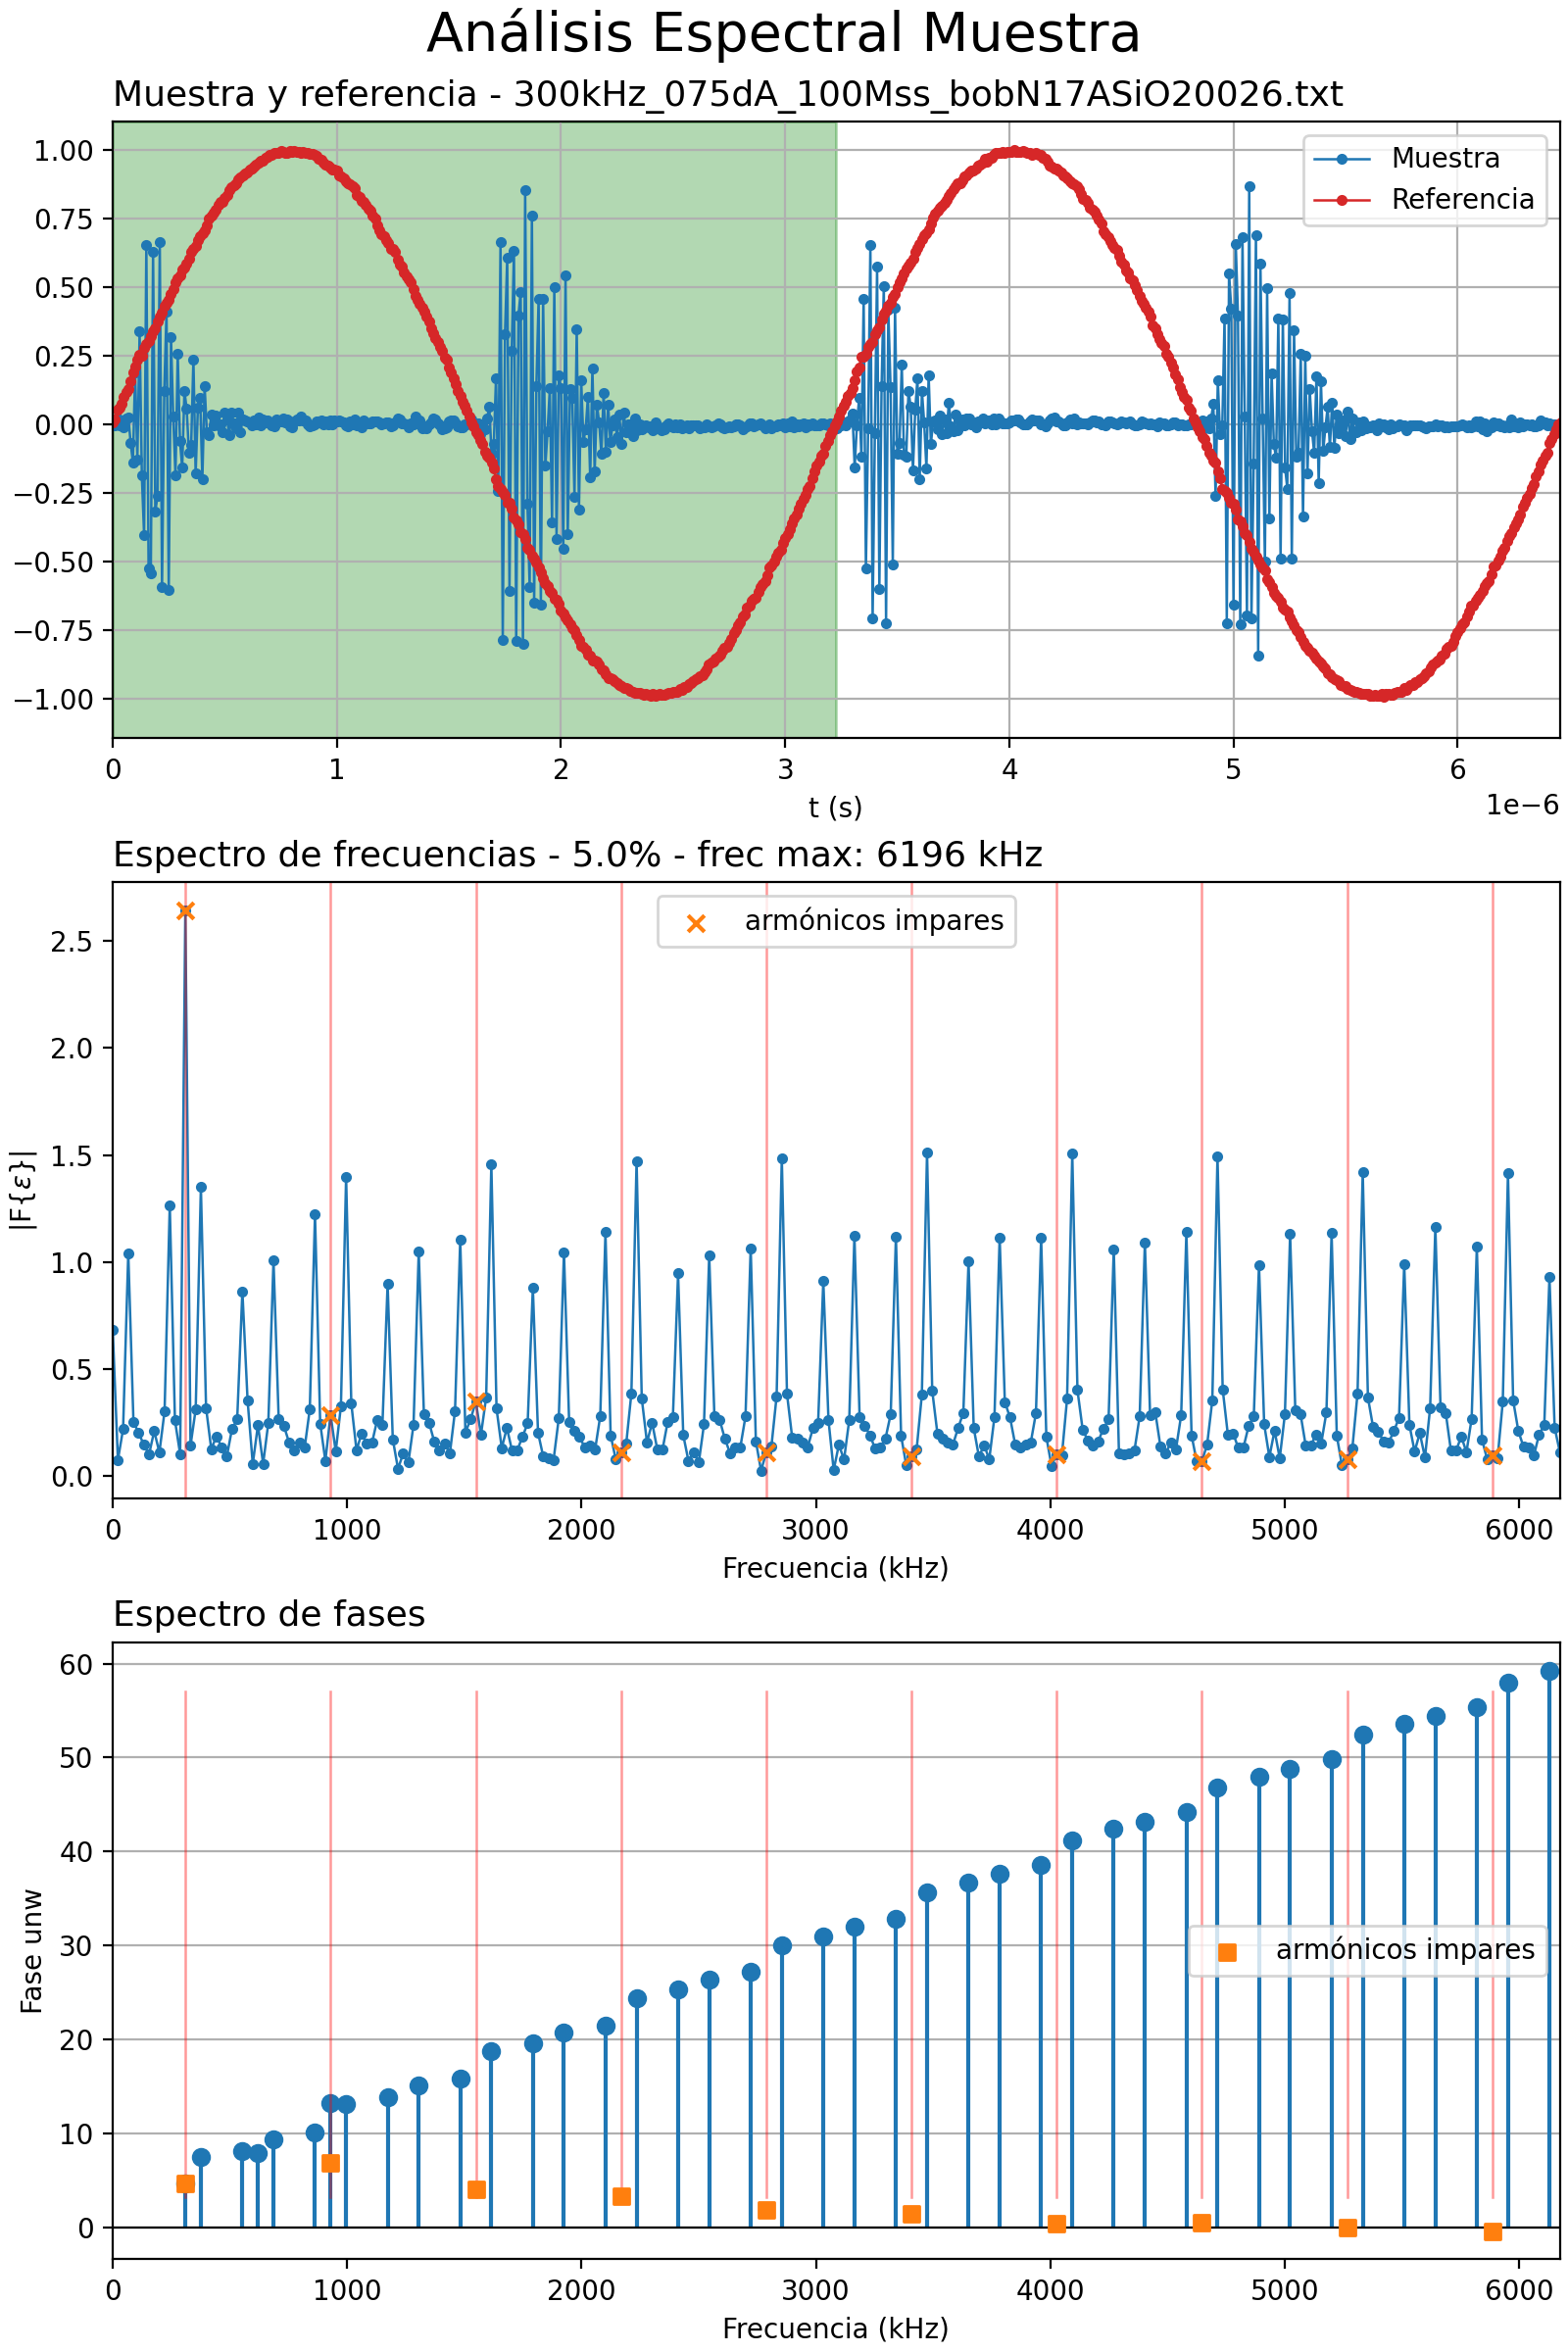 Análisis Espectral Muestra
Muestra y referencia - 300kHz_075dA_100Mss_bobN17ASiO20026.txt
1.00
0.75
0.50
0.25
0.00
−0.25
−0.50
−0.75
−1.00
Muestra
Referencia
0 1 2 3 4 5 6
1e−6
t (s)
Espectro de frecuencias - 5.0% - frec max: 6196 kHz
|F{ε}|
2.5
2.0
1.5
1.0
0.5
0.0
armónicos impares
0 1000 2000 3000 4000 5000 6000
Frecuencia (kHz)
Espectro de fases
Fase unw
60
50
40
30
20
10
0
armónicos impares
0 1000 2000 3000 4000 5000 6000
Frecuencia (kHz)